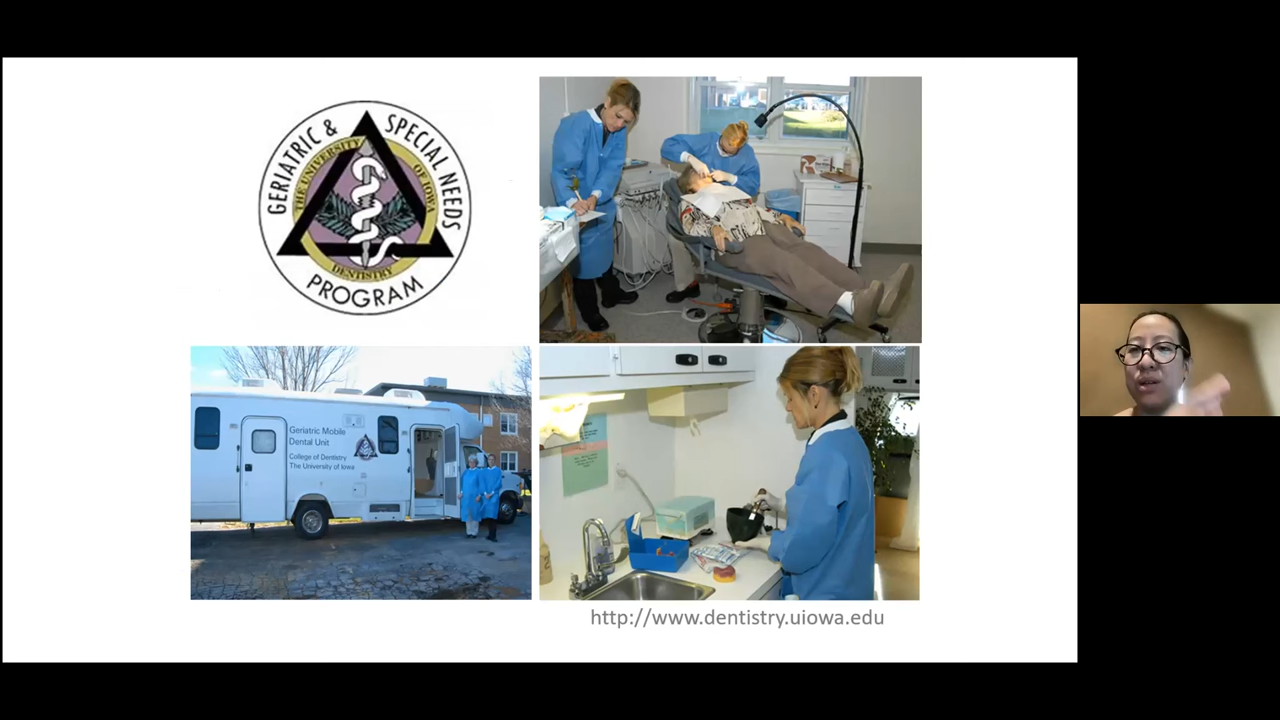 GERIATRIC & SPECIAL NEEDS
THE UNIVERSITY OF IOWA
DENTISTRY
PROGRAM
Geriatric Mobile
Dental Unit
College of Dentistry
The University of Iowa
http://www.dentistry.uiowa.edu